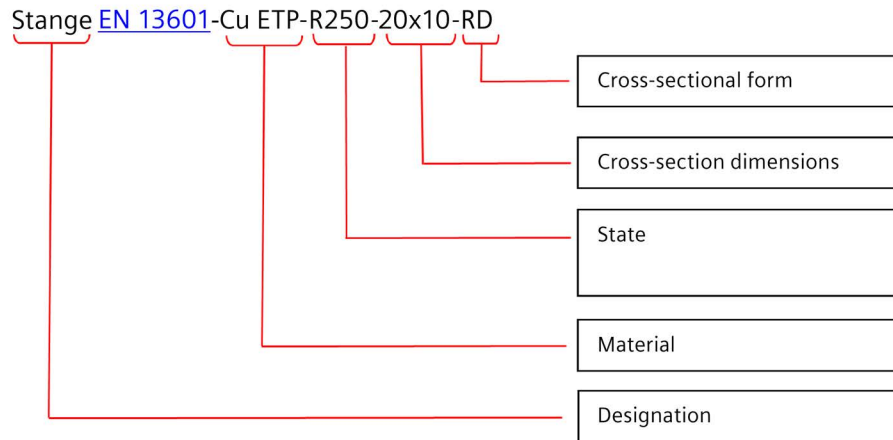 Stange EN 13601-Cu ETP-R250-20x10-RD
Cross-sectional form
Cross-section dimensions
State
Material
Designation